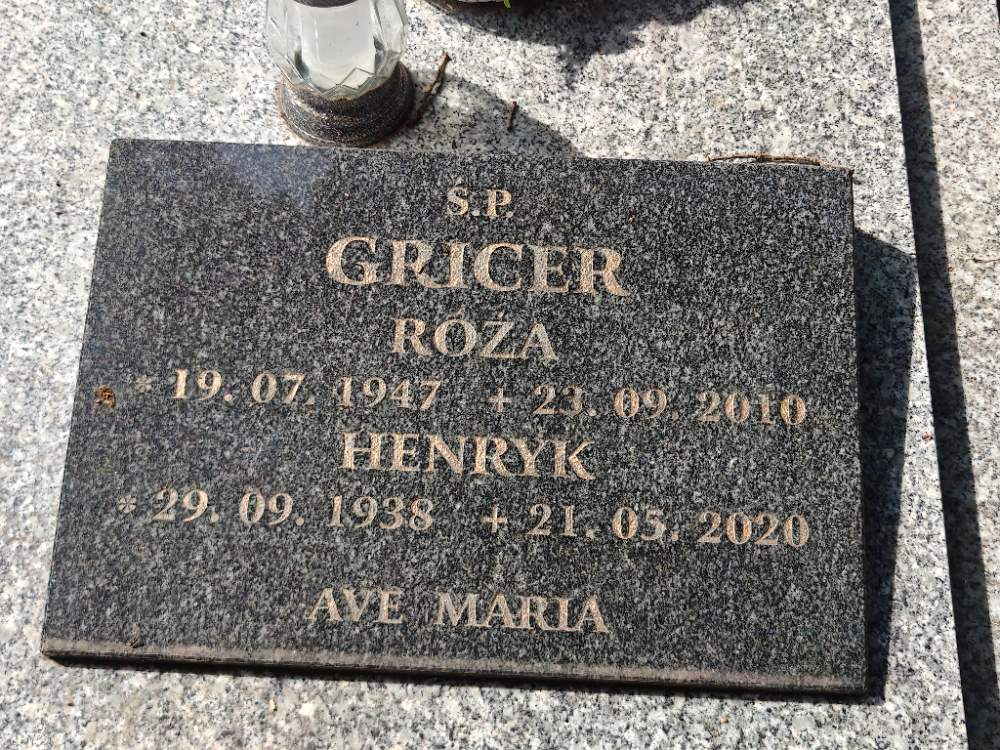 Ś.P.
GRICER
RÓŻA
* 19. 07. 1947 + 23. 09. 2010
HENRYK
* 29. 09. 1938 + 21. 05. 2020
AVE MARIA